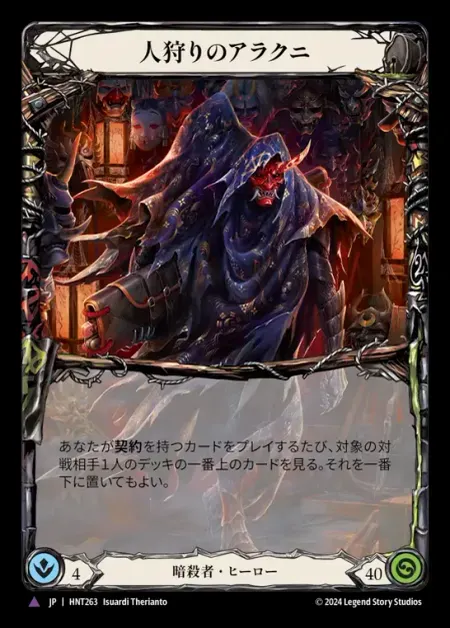 人狩りのアラクニ
あなたが契約を持つカードをプレイするたび、対象の対
戦相手1人のデッキの一番上のカードを見る。それを一番
下に置いてもよい。
4
暗殺者・ヒーロー
40
JP | HNT263 Isuardi Therianto
© 2024 Legend Story Studios